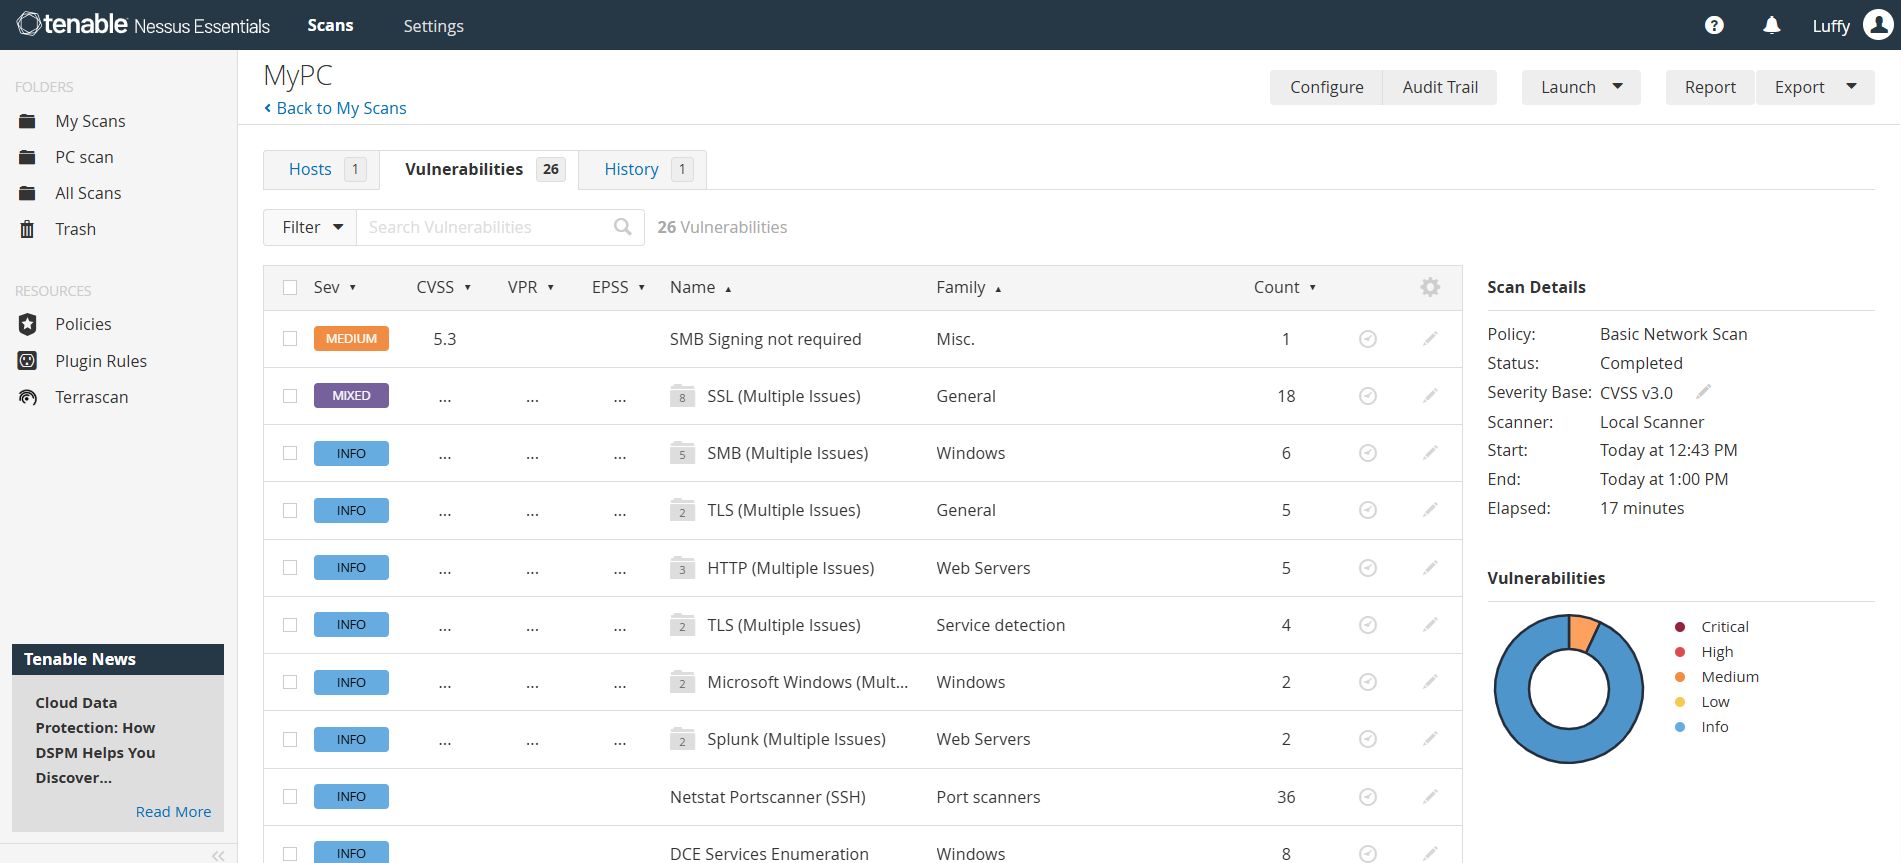 tenable Nessus Essentials Scans Settings ? Luffy
FOLDERS
My Scans
PC scan
All Scans
Trash
RESOURCES
Policies
Plugin Rules
Terrascan
Tenable News
Cloud Data
Protection: How
DSPM Helps You
Discover...
Read More
MyPC
Back to My Scans
Configure Audit Trail Launch Report Export
Hosts 1 Vulnerabilities 26 History 1
Filter Search Vulnerabilities 26 Vulnerabilities
Sev CVSS VPR EPSS Name Family Count
MEDIUM 5.3 SMB Signing not required Misc. 1
MIXED ... ... ... 8 SSL (Multiple Issues) General 18
INFO ... ... ... 5 SMB (Multiple Issues) Windows 6
INFO ... ... ... 2 TLS (Multiple Issues) General 5
INFO ... ... ... 3 HTTP (Multiple Issues) Web Servers 5
INFO ... ... ... 2 TLS (Multiple Issues) Service detection 4
INFO ... ... ... 2 Microsoft Windows (Mult... Windows 2
INFO ... ... ... 2 Splunk (Multiple Issues) Web Servers 2
INFO Netstat Portscanner (SSH) Port scanners 36
INFO DCE Services Enumeration Windows 8
Scan Details
Policy: Basic Network Scan
Status: Completed
Severity Base: CVSS v3.0
Scanner: Local Scanner
Start: Today at 12:43 PM
End: Today at 1:00 PM
Elapsed: 17 minutes
Vulnerabilities
Critical
High
Medium
Low
Info